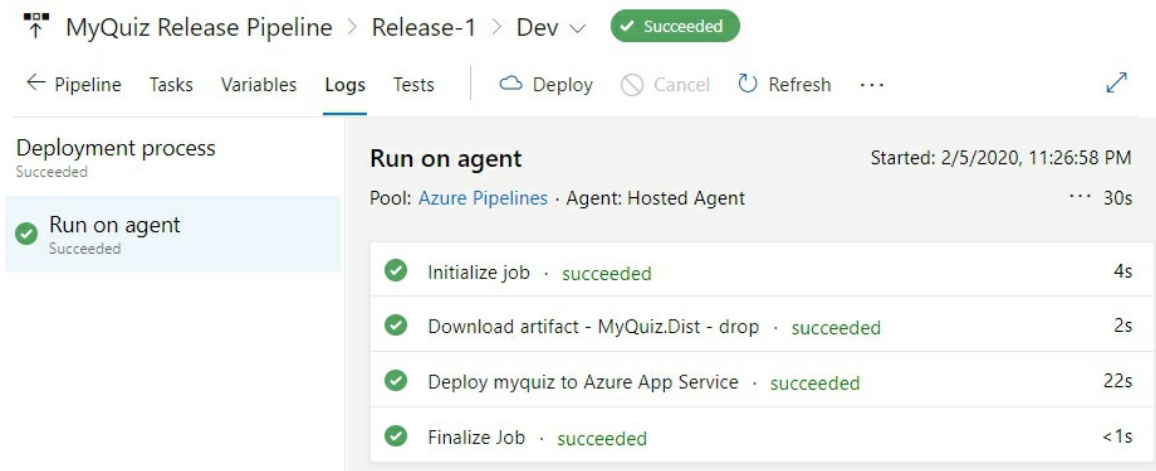 MyQuiz Release Pipeline > Release-1 > Dev Succeeded
Pipeline Tasks Variables Logs Tests Deploy Cancel Refresh ...
Deployment process
Succeeded
Run on agent
Succeeded
Run on agent Started: 2/5/2020, 11:26:58 PM
Pool: Azure Pipelines · Agent: Hosted Agent ... 30s
Initialize job · succeeded 4s
Download artifact - MyQuiz.Dist - drop · succeeded 2s
Deploy myquiz to Azure App Service · succeeded 22s
Finalize Job · succeeded <1s